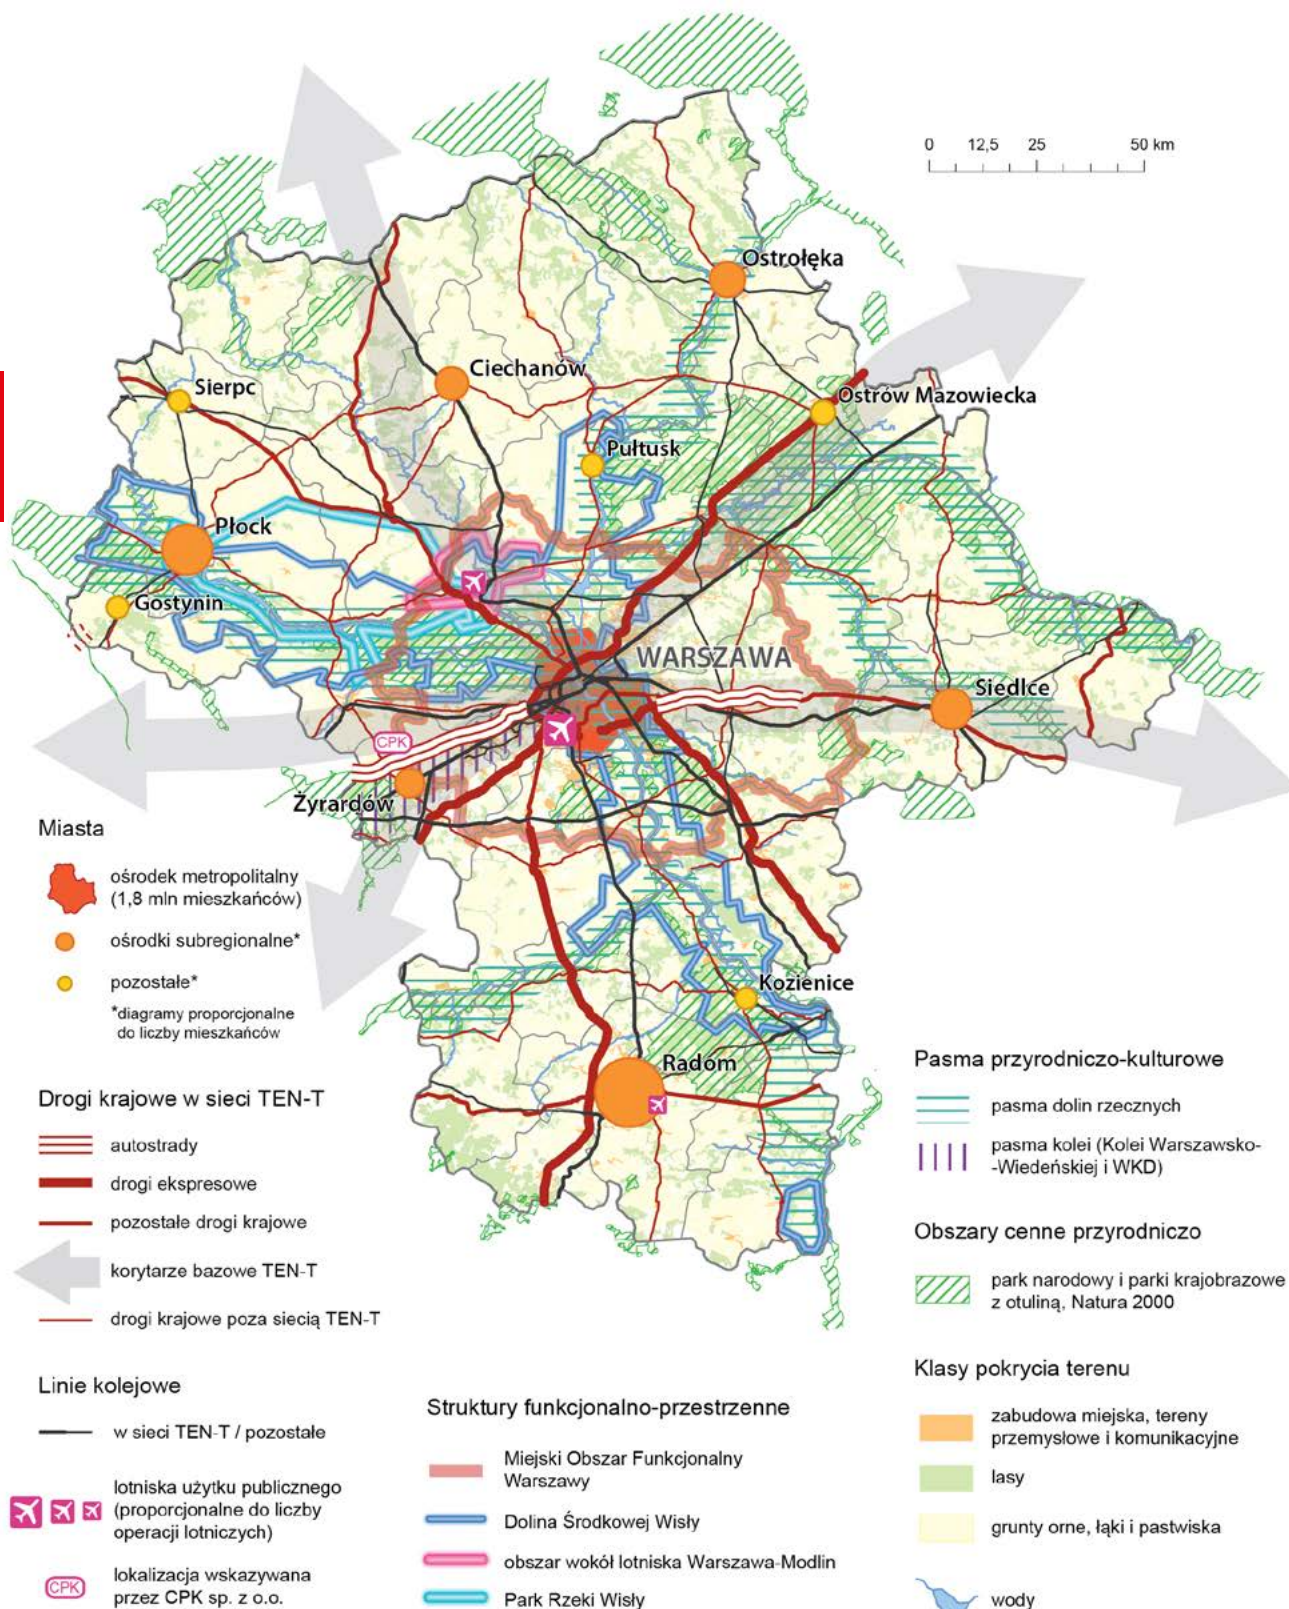 0 12,5 25 50 km
Ostrołęka
Ciechanów
Sierpc
Ostrów Mazowiecka
Pułtusk
Płock
Gostynin
WARSZAWA
Siedlce
CPK
Żyrardów
Kozienice
Radom
Miasta
ośrodek metropolitalny
(1,8 mln mieszkańców)
ośrodki subregionalne*
pozostałe*
*diagramy proporcjonalne
do liczby mieszkańców
Drogi krajowe w sieci TEN-T
autostrady
drogi ekspresowe
pozostałe drogi krajowe
korytarze bazowe TEN-T
drogi krajowe poza siecią TEN-T
Linie kolejowe
w sieci TEN-T / pozostałe
lotniska użytku publicznego
(proporcjonalne do liczby
operacji lotniczych)
CPK
lokalizacja wskazywana
przez CPK sp. z o.o.
Struktury funkcjonalno-przestrzenne
Miejski Obszar Funkcjonalny
Warszawy
Dolina Środkowej Wisły
obszar wokół lotniska Warszawa-Modlin
Park Rzeki Wisły
Pasma przyrodniczo-kulturowe
pasma dolin rzecznych
pasma kolei (Kolei Warszawsko-
-Wiedeńskiej i WKD)
Obszary cenne przyrodniczo
park narodowy i parki krajobrazowe
z otuliną, Natura 2000
Klasy pokrycia terenu
zabudowa miejska, tereny
przemysłowe i komunikacyjne
lasy
grunty orne, łąki i pastwiska
wody